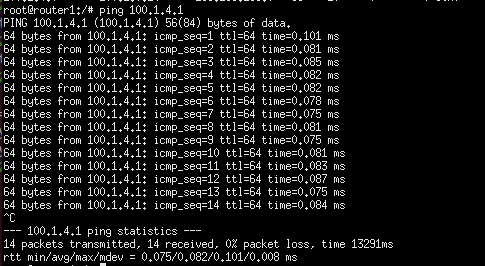 root@router1:/# ping 100.1.4.1
PING 100.1.4.1 (100.1.4.1) 56(84) bytes of data.
64 bytes from 100.1.4.1: icmp_seq=1 ttl=64 time=0.101 ms
64 bytes from 100.1.4.1: icmp_seq=2 ttl=64 time=0.081 ms
64 bytes from 100.1.4.1: icmp_seq=3 ttl=64 time=0.085 ms
64 bytes from 100.1.4.1: icmp_seq=4 ttl=64 time=0.082 ms
64 bytes from 100.1.4.1: icmp_seq=5 ttl=64 time=0.082 ms
64 bytes from 100.1.4.1: icmp_seq=6 ttl=64 time=0.078 ms
64 bytes from 100.1.4.1: icmp_seq=7 ttl=64 time=0.075 ms
64 bytes from 100.1.4.1: icmp_seq=8 ttl=64 time=0.081 ms
64 bytes from 100.1.4.1: icmp_seq=9 ttl=64 time=0.075 ms
64 bytes from 100.1.4.1: icmp_seq=10 ttl=64 time=0.081 ms
64 bytes from 100.1.4.1: icmp_seq=11 ttl=64 time=0.083 ms
64 bytes from 100.1.4.1: icmp_seq=12 ttl=64 time=0.087 ms
64 bytes from 100.1.4.1: icmp_seq=13 ttl=64 time=0.075 ms
64 bytes from 100.1.4.1: icmp_seq=14 ttl=64 time=0.084 ms
^C
--- 100.1.4.1 ping statistics ---
14 packets transmitted, 14 received, 0% packet loss, time 13291ms
rtt min/avg/max/mdev = 0.075/0.082/0.101/0.008 ms